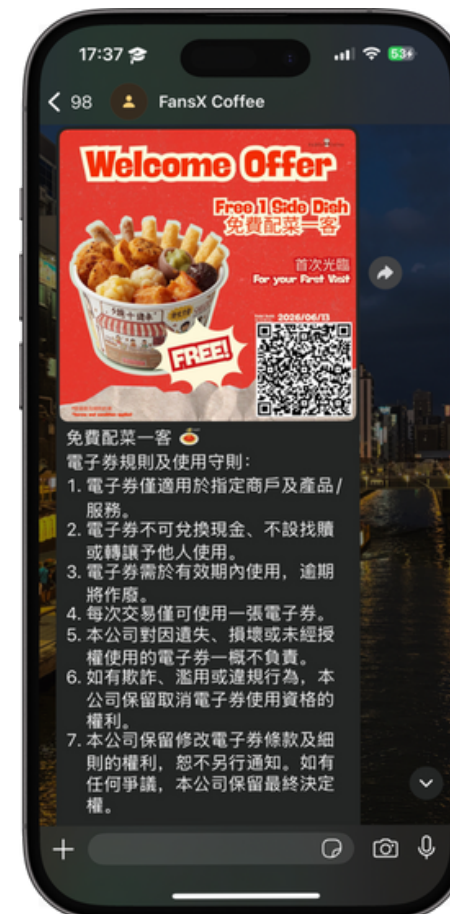 17:37
53
98
FansX Coffee
Welcome Offer
Free 1 Side Dish
免費配菜一客
首次光臨
For your First Visit
2026/06/13
FREE!
免費配菜一客
電子券規則及使用守則：
1. 電子券僅適用於指定商戶及產品/
服務。
2. 電子券不可兌換現金、不設找贖
或轉讓予他人使用。
3. 電子券需於有效期內使用，逾期
將作廢。
4. 每次交易僅可使用一張電子券。
5. 本公司對因遺失、損壞或未經授
權使用的電子券一概不負責。
6. 如有欺詐、濫用或違規行為，本
公司保留取消電子券使用資格的
權利。
7. 本公司保留修改電子券條款及細
則的權利，恕不另行通知。如有
任何爭議，本公司保留最終決定
權。